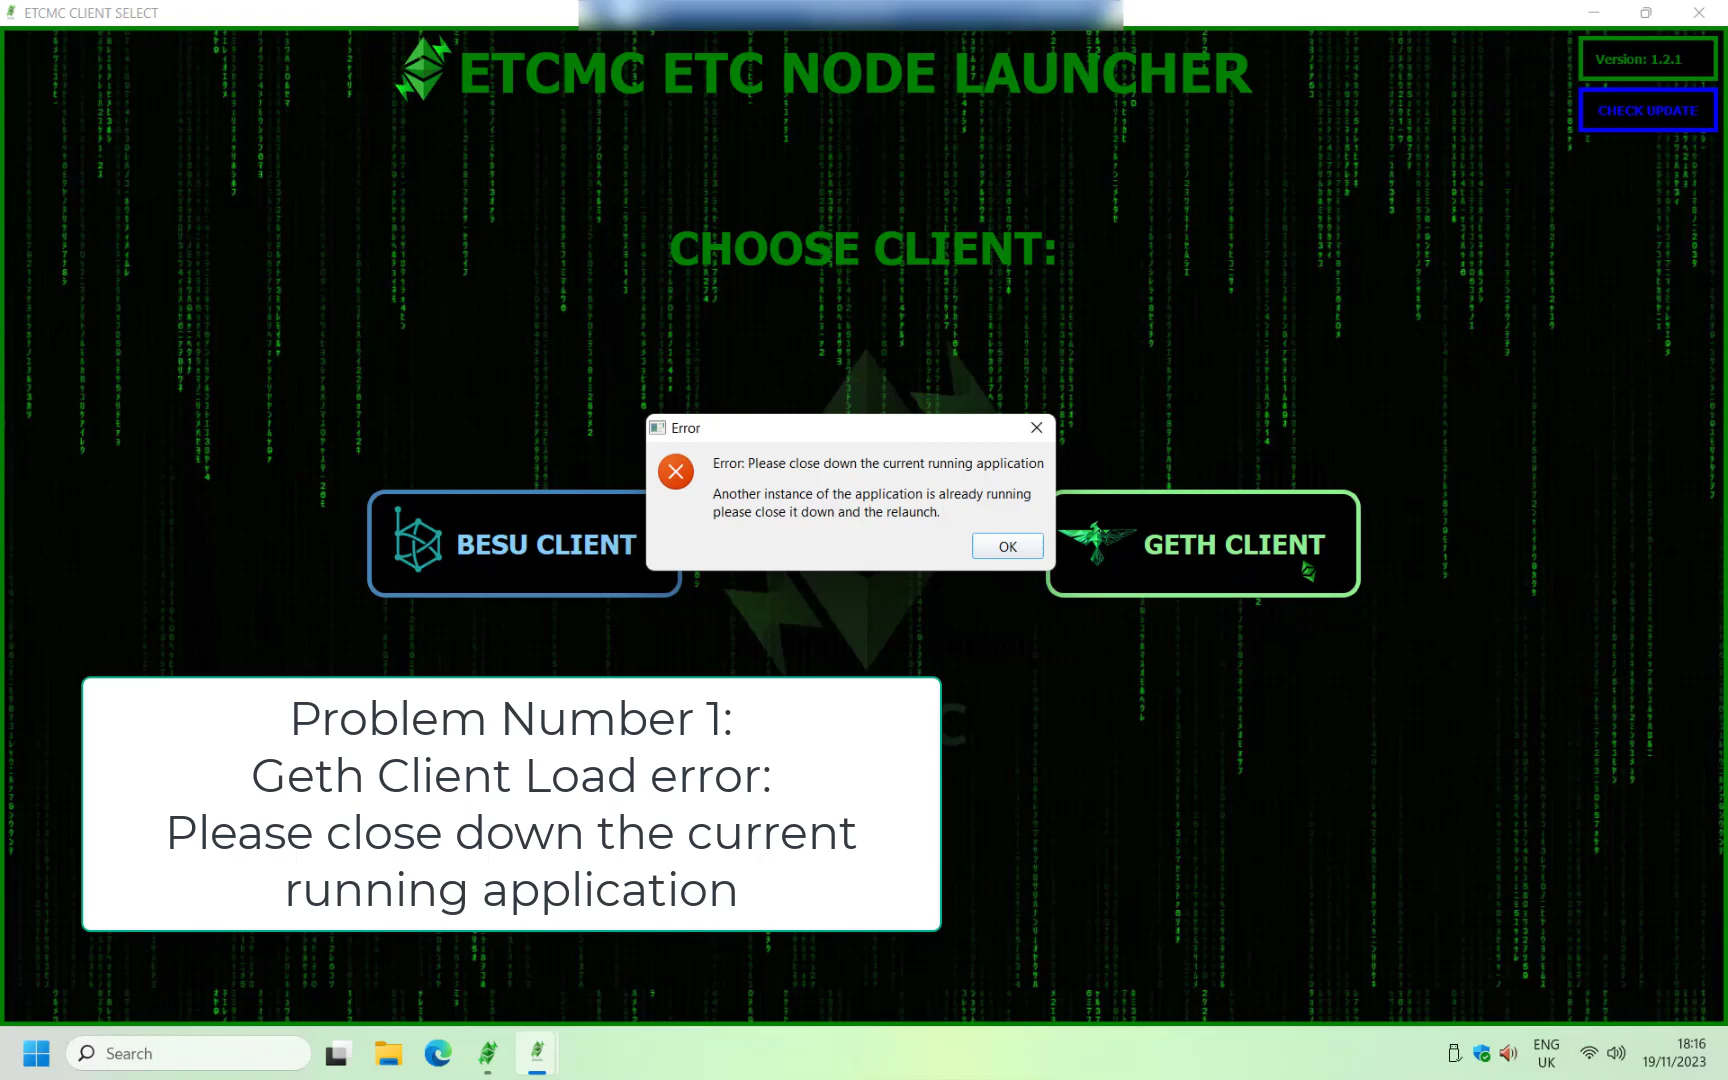 ETCMC CLIENT SELECT
ETCMC ETC NODE LAUNCHER
Version: 1.2.1
CHECK UPDATE
CHOOSE CLIENT:
Error
Error: Please close down the current running application
Another instance of the application is already running
please close it down and the relaunch.
OK
BESU CLIENT
GETH CLIENT
Problem Number 1:
Geth Client Load error:
Please close down the current
running application
Search
ENG
UK
18:16
19/11/2023